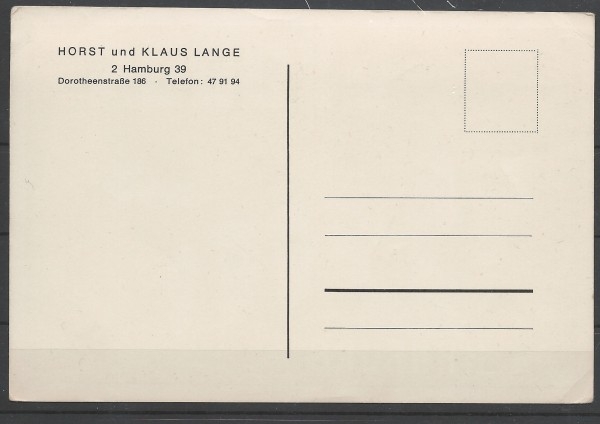 HORST und KLAUS LANGE
2 Hamburg 39
Dorotheenstraße 186 - Telefon: 47 91 94